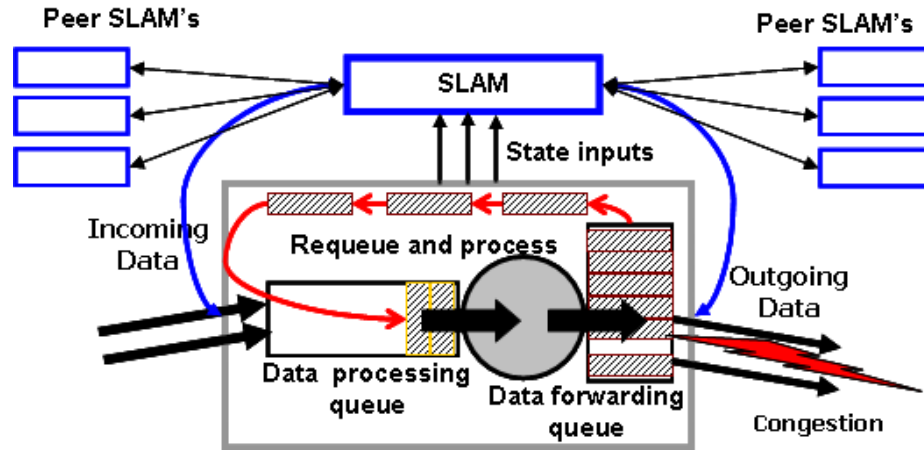 Peer SLAM's
Peer SLAM's
SLAM
State inputs
Incoming
Data
Requeue and process
Outgoing
Data
Data processing
queue
Data forwarding
queue
Congestion